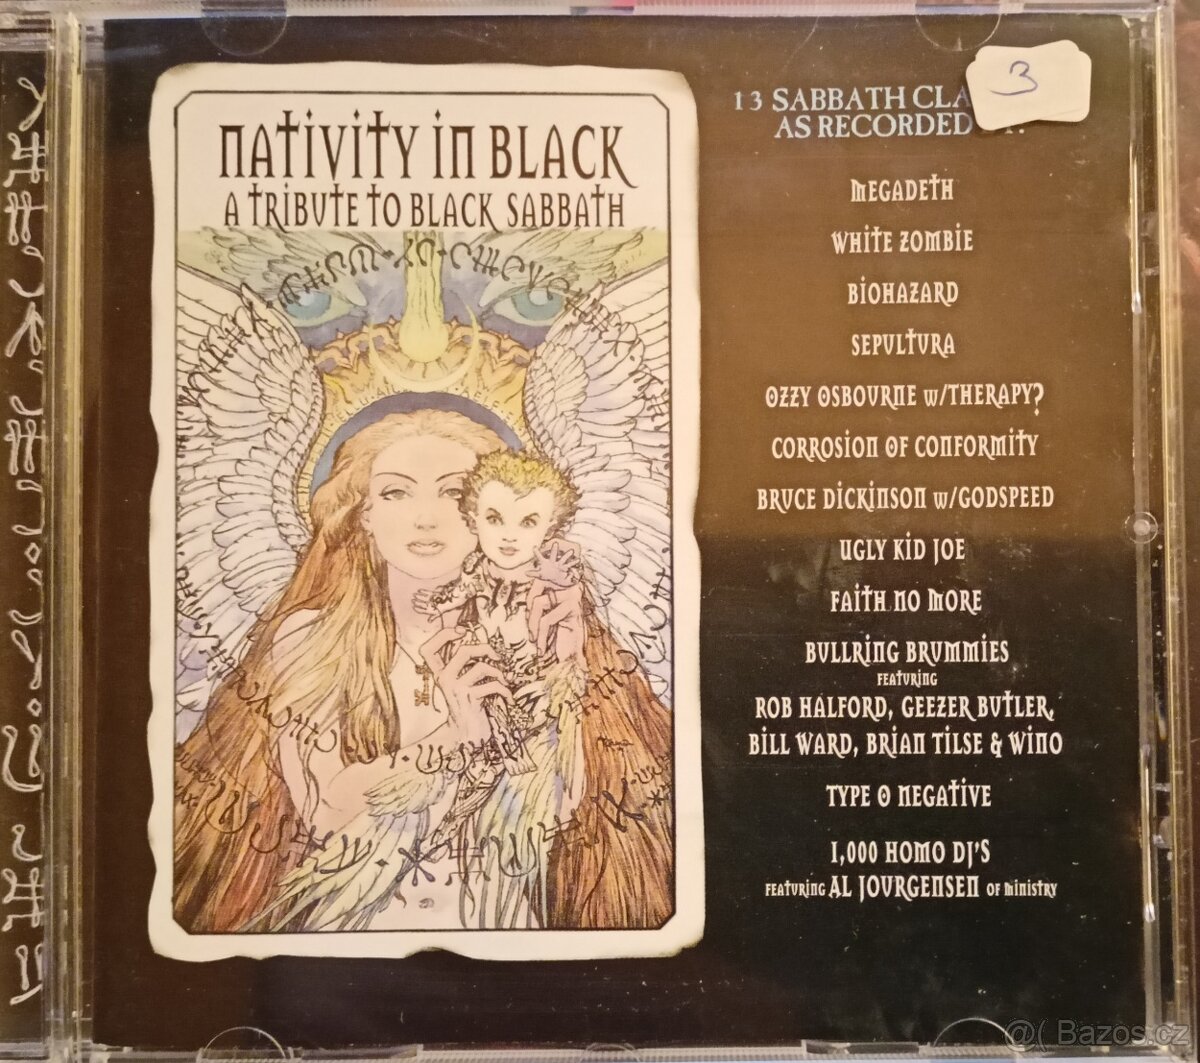 NATIVITY IN BLACK
A TRIBUTE TO BLACK SABBATH
3
13 SABBATH
AS RECORDED
MEGADETH
WHITE ZOMBIE
BIOHAZARD
SEPULTURA
OZZY OSBOURNE w/THERAPY?
CORROSION OF CONFORMITY
BRUCE DICKINSON w/GODSPEED
UGLY KID JOE
FAITH NO MORE
BULLRING BRUMMIES
FEATURING
ROB HALFORD, GEEZER BUTLER,
BILL WARD, BRIAN TILSE & WINO
TYPE O NEGATIVE
1,000 HOMO DJ'S
FEATURING AL JOURGENSEN OF MINISTRY
@( Bazos.cz